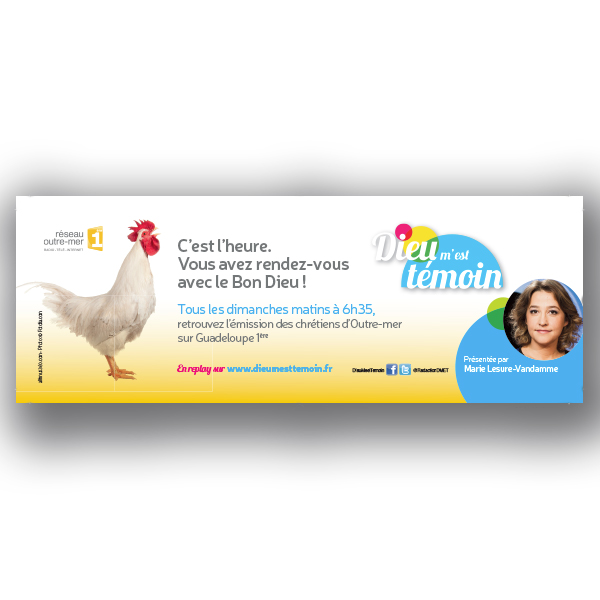 réseau
outre-mer 1
C'est l'heure.
Vous avez rendez-vous
avec le Bon Dieu !
Tous les dimanches matins à 6h35,
retrouvez l'émission des chrétiens d'Outre-mer
sur Guadeloupe 1ère
En replay sur www.dieumesttemoin.fr
DieuMestTemoin @RedactionDMET
Dieu m'est
témoin
Présentée par
Marie Lesure-Vandamme